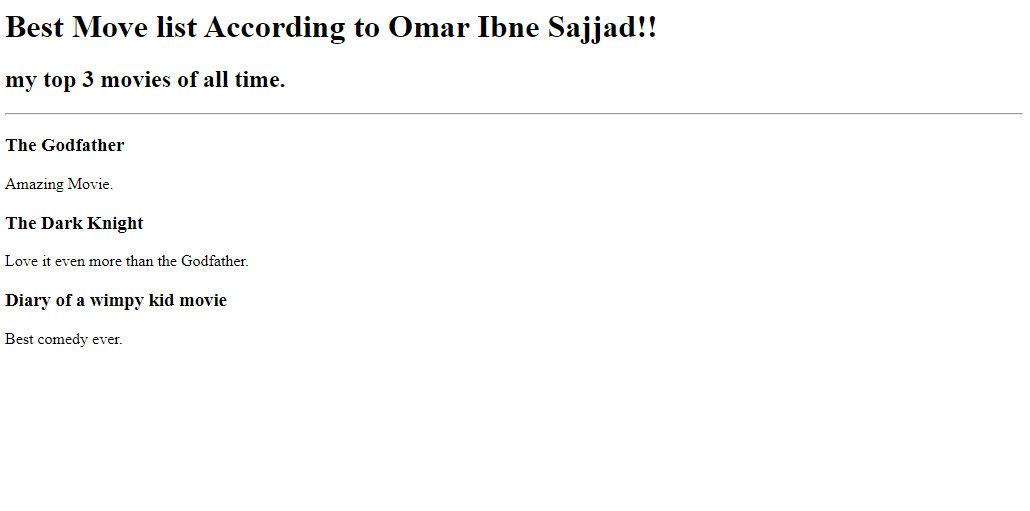 Best Move list According to Omar Ibne Sajjad!!
my top 3 movies of all time.
The Godfather
Amazing Movie.
The Dark Knight
Love it even more than the Godfather.
Diary of a wimpy kid movie
Best comedy ever.